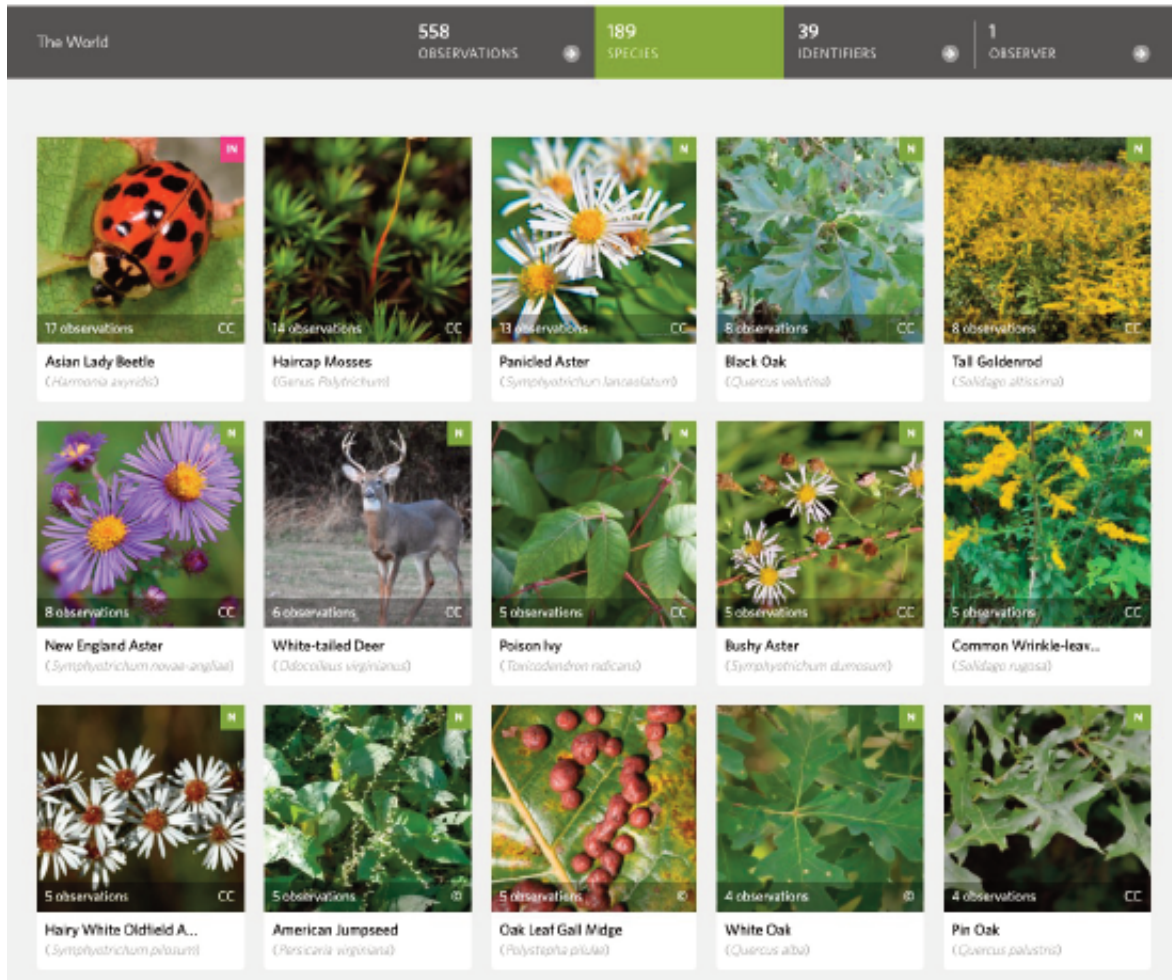 The World
558
OBSERVATIONS
189
SPECIES
39
IDENTIFIERS
1
OBSERVER
IN
17 observations CC
Asian Lady Beetle
(Harmonia axyridis)
14 observations CC
Haircap Mosses
(Genus Polytrichum)
N
13 observations CC
Panicled Aster
(Symphyotrichum lanceolatum)
N
8 observations CC
Black Oak
(Quercus velutina)
N
8 observations CC
Tall Goldenrod
(Solidago altissima)
N
8 observations CC
New England Aster
(Symphyotrichum novae-angliae)
N
6 observations CC
White-tailed Deer
(Odocoileus virginianus)
N
5 observations CC
Poison Ivy
(Toxicodendron radicans)
N
5 observations CC
Bushy Aster
(Symphyotrichum dumosum)
N
5 observations CC
Common Wrinkle-leav...
(Solidago rugosa)
N
5 observations CC
Hairy White Oldfield A...
(Symphyotrichum pilosum)
N
5 observations ©
American Jumpseed
(Persicaria virginiana)
5 observations ©
Oak Leaf Gall Midge
(Polystepha pilulae)
N
4 observations ©
White Oak
(Quercus alba)
N
4 observations CC
Pin Oak
(Quercus palustris)